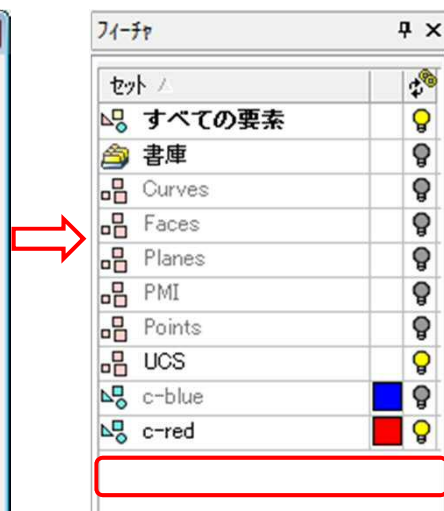 フィーチャ
セット
すべての要素
書庫
Curves
Faces
Planes
PMI
Points
UCS
c-blue
c-red